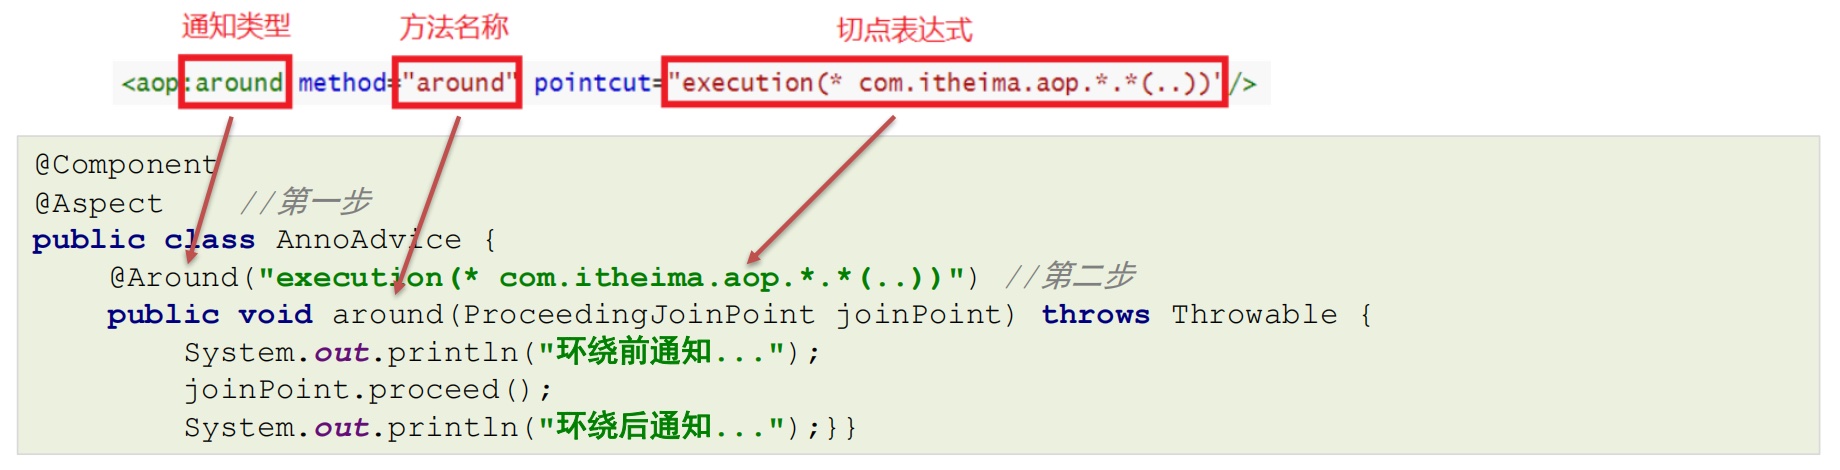 通知类型 方法名称 切点表达式
<aop:around method="around" pointcut="execution(* com.itheima.aop.*.*(..))"/>
@Component
@Aspect //第一步
public class AnnoAdvice {
@Around("execution(* com.itheima.aop.*.*(..))") //第二步
public void around(ProceedingJoinPoint joinPoint) throws Throwable {
System.out.println("环绕前通知...");
joinPoint.proceed();
System.out.println("环绕后通知...");}}